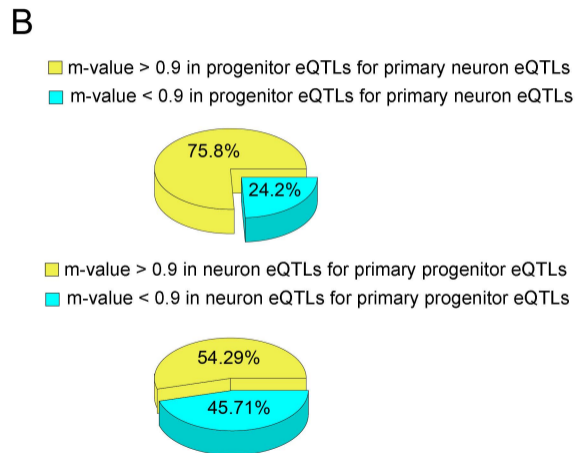 B
m-value > 0.9 in progenitor eQTLs for primary neuron eQTLs
m-value < 0.9 in progenitor eQTLs for primary neuron eQTLs
75.8%
24.2%
m-value > 0.9 in neuron eQTLs for primary progenitor eQTLs
m-value < 0.9 in neuron eQTLs for primary progenitor eQTLs
54.29%
45.71%